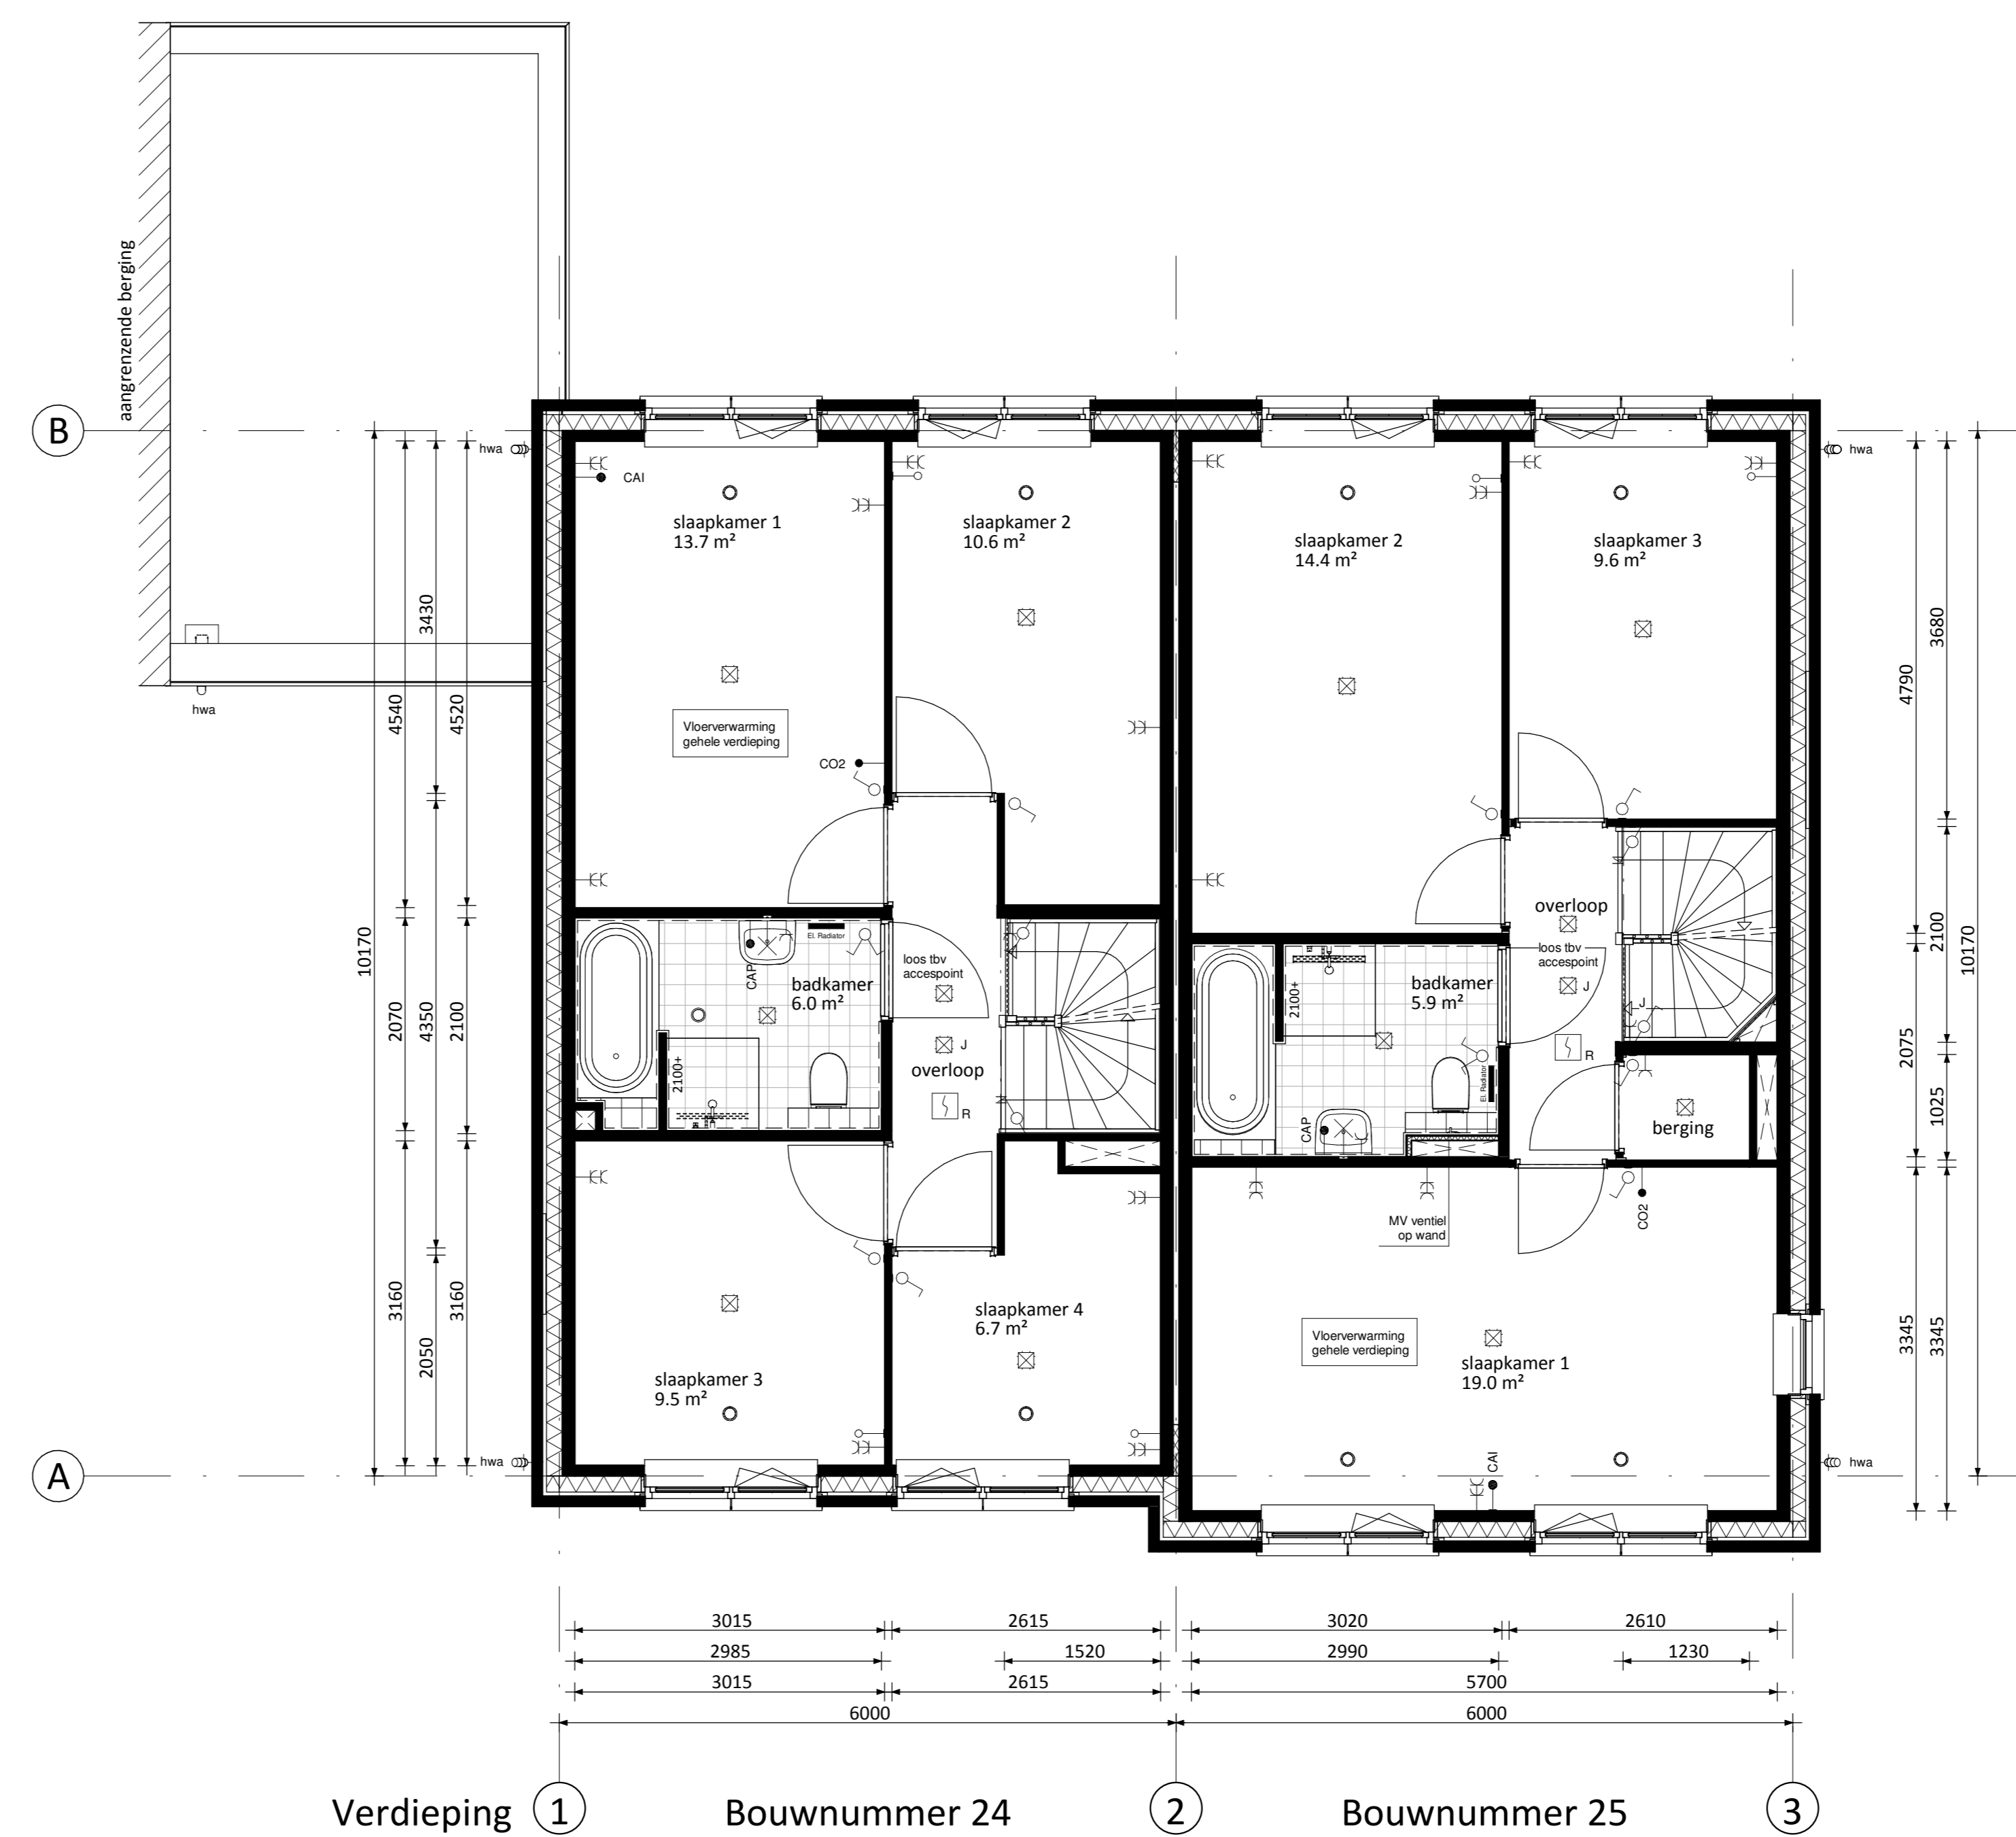 aangrenzende berging
B
hwa
hwa
CAI
slaapkamer 1
13.7 m²
slaapkamer 2
10.6 m²
slaapkamer 2
14.4 m²
slaapkamer 3
9.6 m²
hwa
hwa
Vloerverwarming
gehele verdieping
CO2
10170
4540
2070
3160
3430
4350
2050
4520
2100
3160
El. Radiator
CAP
badkamer
6.0 m²
2100+
loos tbv
accespoint
J
overloop
R
overloop
loos tbv
accespoint
J
J
R
2100+
badkamer
5.9 m²
El. Radiator
CAP
berging
MV ventiel
op wand
CO2
slaapkamer 3
9.5 m²
slaapkamer 4
6.7 m²
Vloerverwarming
gehele verdieping
slaapkamer 1
19.0 m²
CAI
4790
2075
3345
3680
2100
1025
3345
10170
A
hwa
hwa
3015
2615
3020
2610
2985
1520
2990
1230
3015
2615
5700
6000
6000
Verdieping
1
Bouwnummer 24
2
Bouwnummer 25
3